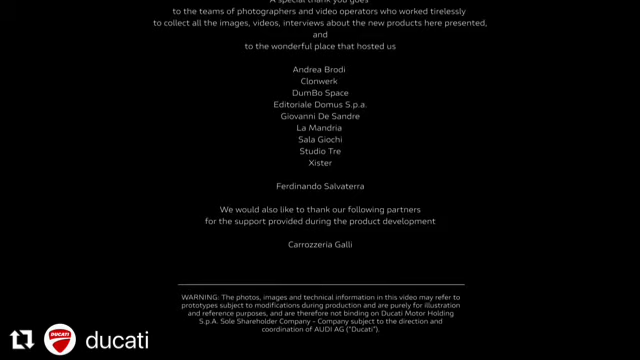 A special thank you goes
to the teams of photographers and video operators who worked tirelessly
to collect all the images, videos, interviews about the new products here presented,
and
to the wonderful place that hosted us
Andrea Brodi
Clonwerk
DumBo Space
Editoriale Domus S.p.a.
Giovanni De Sandre
La Mandria
Sala Giochi
Studio Tre
Xister
Ferdinando Salvaterra
We would also like to thank our following partners
for the support provided during the product development
Carrozzeria Galli
WARNING: The photos, images and technical information in this video may refer to
prototypes subject to modifications during production and are purely for illustration
and reference purposes, and are therefore not binding on Ducati Motor Holding
S.p.A. Sole Shareholder Company - Company subject to the direction and
coordination of AUDI AG ("Ducati").
DUCATI
ducati